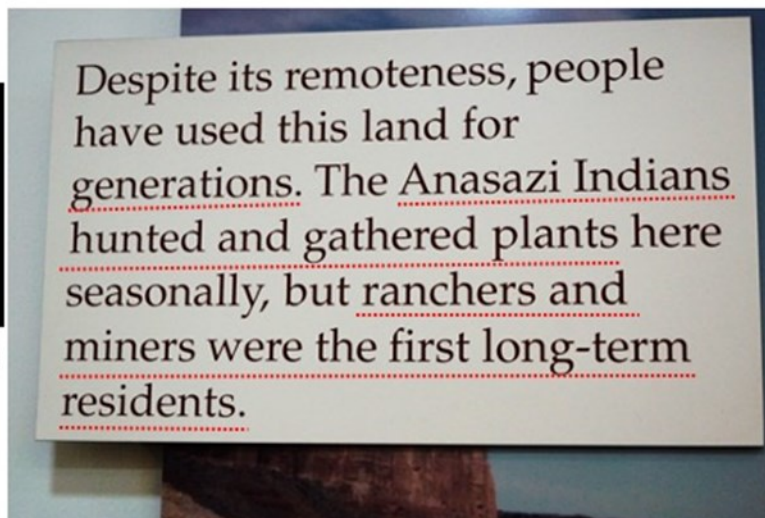 Despite its remoteness, people
have used this land for
generations. The Anasazi Indians
hunted and gathered plants here
seasonally, but ranchers and
miners were the first long-term
residents.